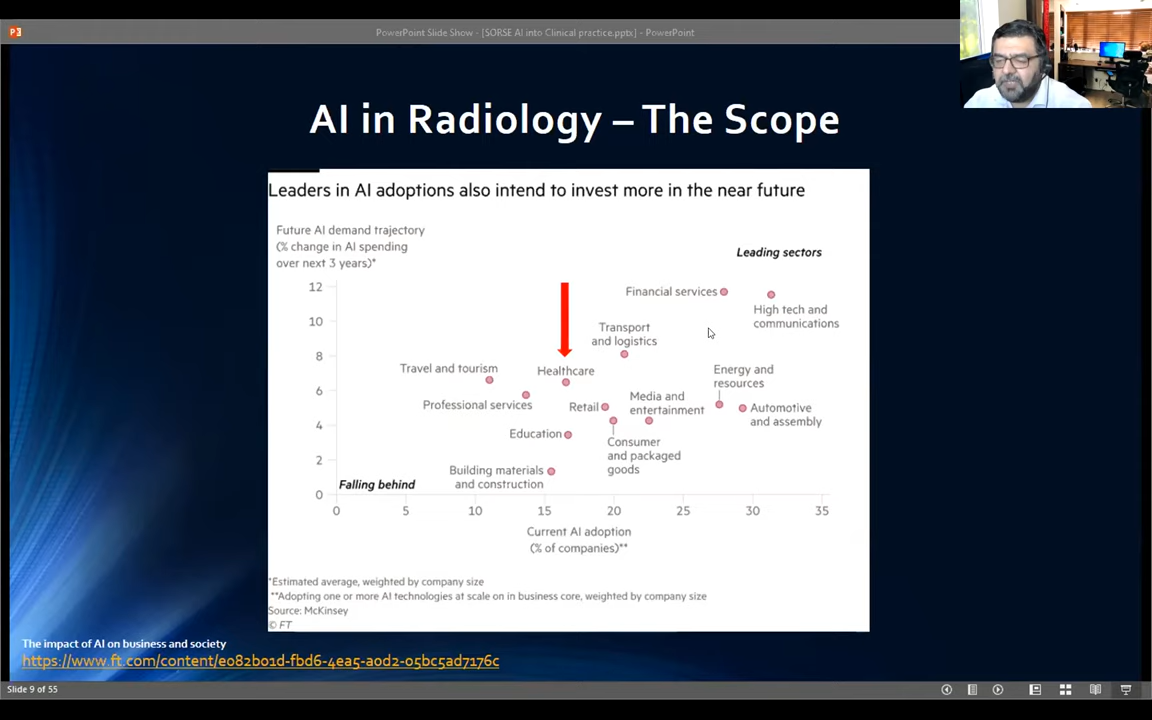 PowerPoint Slide Show - [SORSE AI into Clinical practice.pptx] - PowerPoint
AI in Radiology – The Scope
Leaders in AI adoptions also intend to invest more in the near future
Future AI demand trajectory
(% change in AI spending
over next 3 years)*
Leading sectors
12
10
8
6
4
2
0
Financial services
High tech and
communications
Transport
and logistics
Travel and tourism
Healthcare
Energy and
resources
Professional services
Retail
Media and
entertainment
Automotive
and assembly
Education
Consumer
and packaged
goods
Building materials
and construction
Falling behind
0 5 10 15 20 25 30 35
Current AI adoption
(% of companies)**
*Estimated average, weighted by company size
**Adopting one or more AI technologies at scale on in business core, weighted by company size
Source: McKinsey
© FT
The impact of AI on business and society
https://www.ft.com/content/e082b01d-fbd6-4ea5-a0d2-05bc5ad7176c
Slide 9 of 55